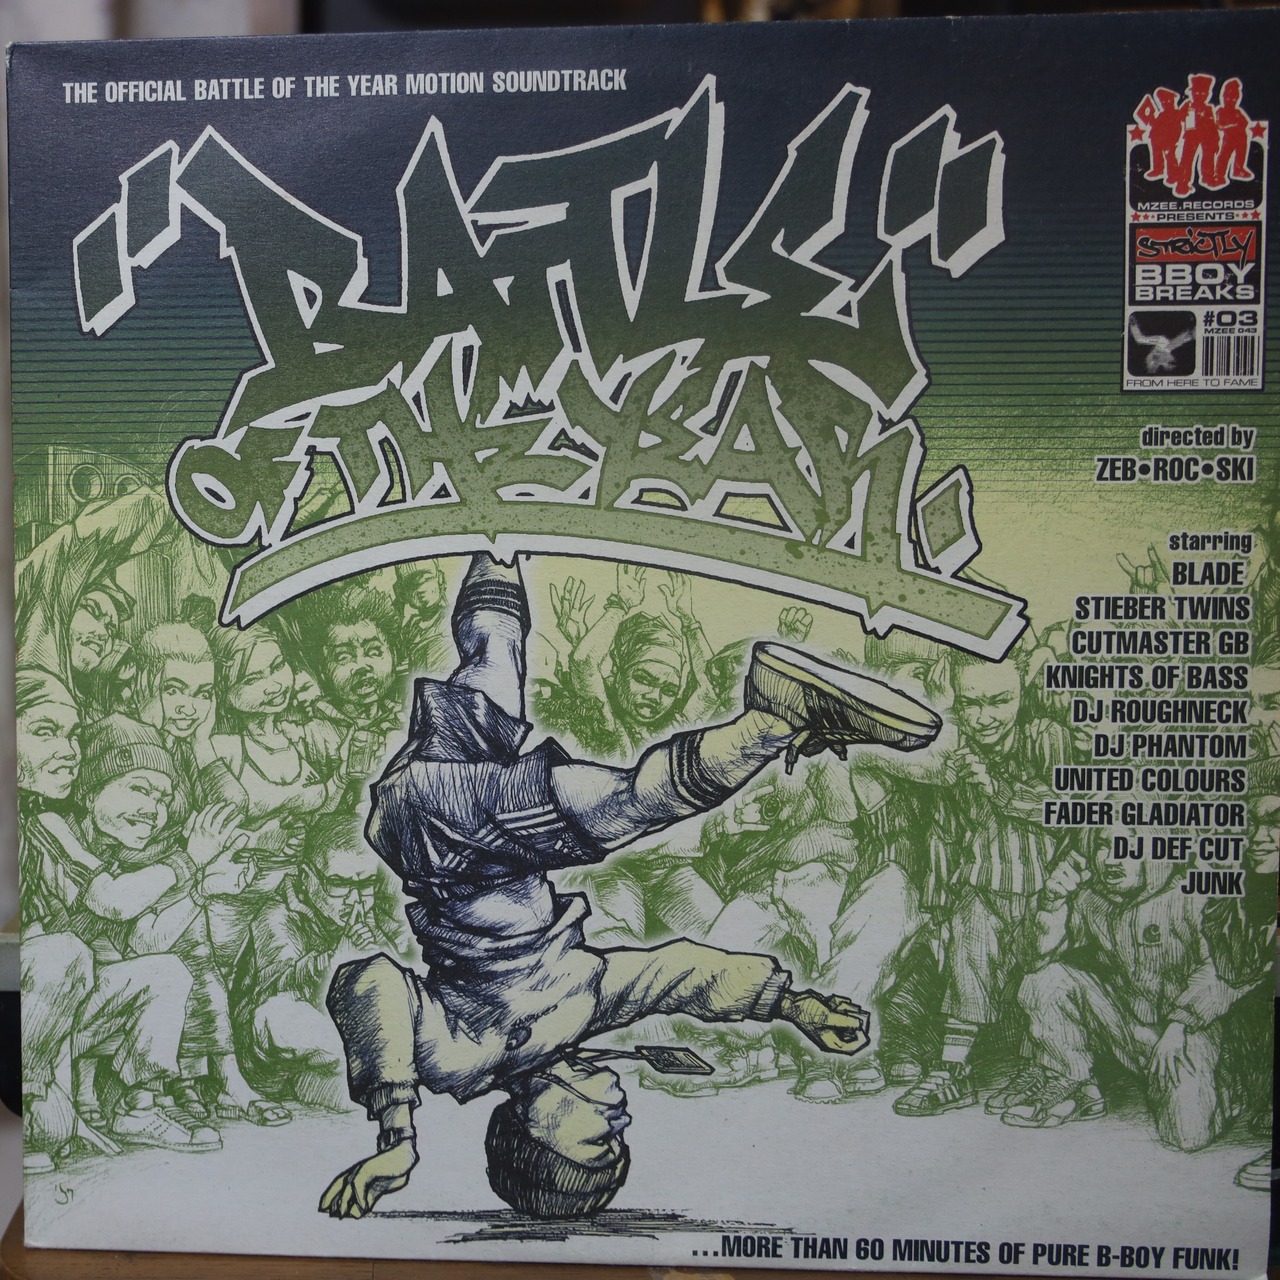 THE OFFICIAL BATTLE OF THE YEAR MOTION SOUNDTRACK
"BATTLE"
OF THE YEAR.
MZEE.RECORDS
PRESENTS
STRICTLY
BBOY
BREAKS
#03
MZEE 043
FROM HERE TO FAME
directed by
ZEB•ROC•SKI
starring
BLADE
STIEBER TWINS
CUTMASTER GB
KNIGHTS OF BASS
DJ ROUGHNECK
DJ PHANTOM
UNITED COLOURS
FADER GLADIATOR
DJ DEF CUT
JUNK
...MORE THAN 60 MINUTES OF PURE B-BOY FUNK!